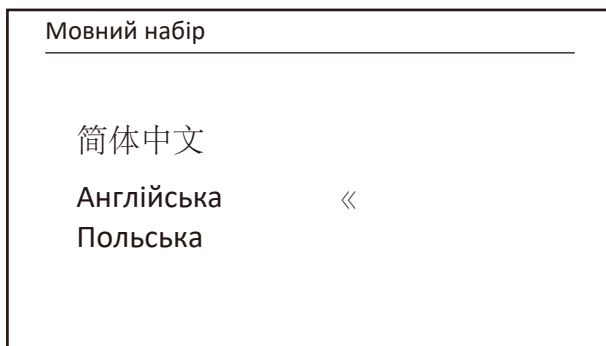 Мовний набір
简体中文
Англійська «
Польська